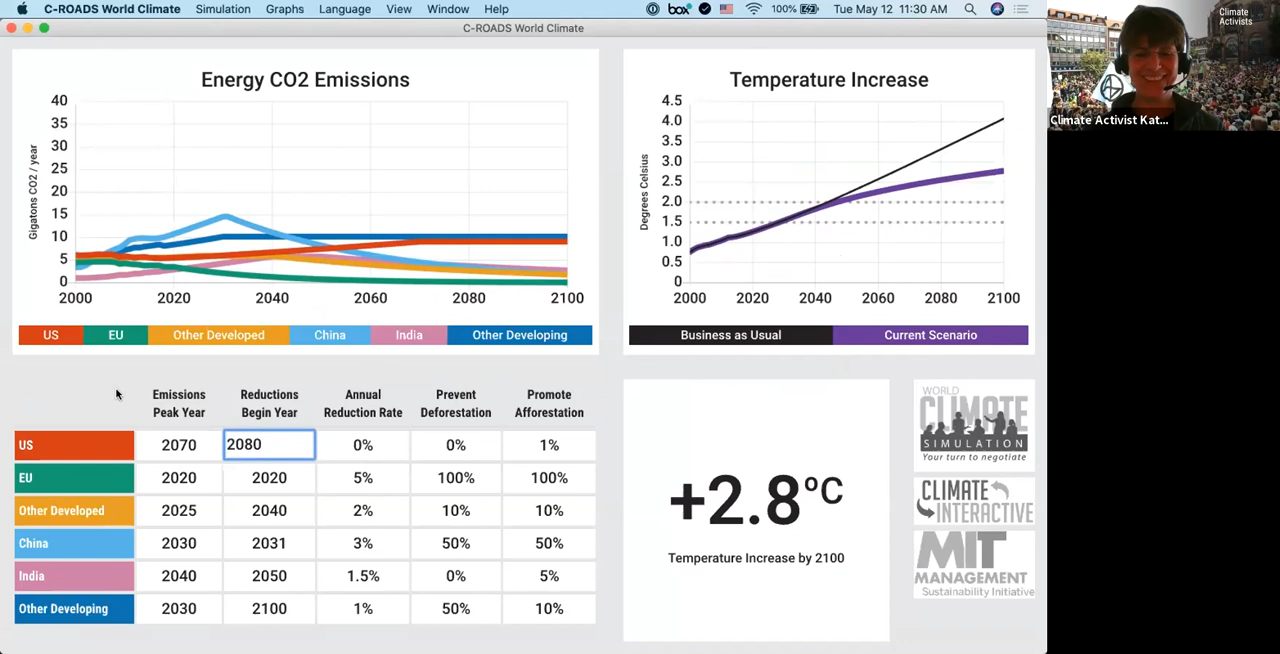 C-ROADS World Climate Simulation Graphs Language View Window Help box 100% Tue May 12 11:30 AM
C-ROADS World Climate
Energy CO2 Emissions
Gigatons CO2 / year
40
35
30
25
20
15
10
5
0
2000 2020 2040 2060 2080 2100
US EU Other Developed China India Other Developing
Temperature Increase
Degrees Celsius
4.5
4.0
3.5
3.0
2.5
2.0
1.5
1.0
0.5
0
2000 2020 2040 2060 2080 2100
Business as Usual Current Scenario
Climate
Activists
Climate Activist Kat...
Emissions Reductions Annual Prevent Promote
Peak Year Begin Year Reduction Rate Deforestation Afforestation
US 2070 2080 0% 0% 1%
EU 2020 2020 5% 100% 100%
Other Developed 2025 2040 2% 10% 10%
China 2030 2031 3% 50% 50%
India 2040 2050 1.5% 0% 5%
Other Developing 2030 2100 1% 50% 10%
+2.8°C
Temperature Increase by 2100
WORLD
CLIMATE
SIMULATION
Your turn to negotiate
CLIMATE
INTERACTIVE
MIT
MANAGEMENT
Sustainability Initiative